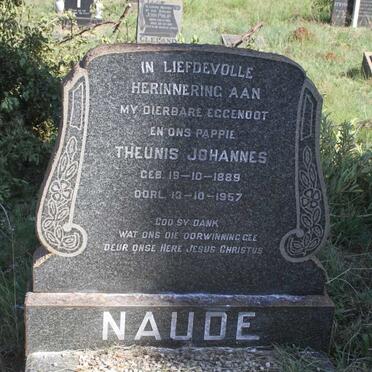 IN LIEFDEVOLLE
HERINNERING AAN
MY DIERBARE EGGENOOT
EN ONS PAPPIE
THEUNIS JOHANNES
GEB. 19-10-1889
OORL. 13-10-1957
GOD SY DANK
WAT ONS DIE OORWINNING GEE
DEUR ONSE HERE JESUS CHRISTUS
NAUDE